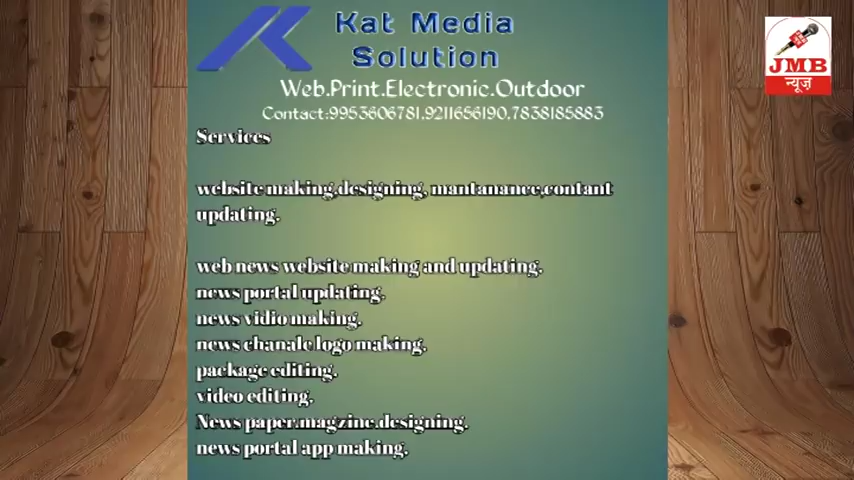 Kat Media
Solution
Web.Print.Electronic.Outdoor
Contact:9953606781,9211656190,7838185883
Services
website making,designing, mantanance,contant
updating.
web news website making and updating.
news portal updating.
news vidio making.
news chanale logo making.
package editing.
video editing.
News paper.magzine.designing.
news portal app making.
JMB
न्यूज़